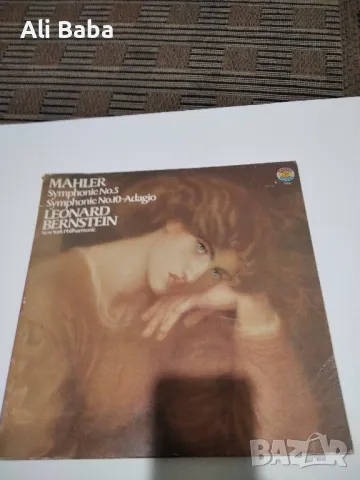 Ali Baba
MAHLER
Symphonie No.5
Symphonie No.10-Adagio
LEONARD
BERNSTEIN
New York Philharmonic
BAZAR